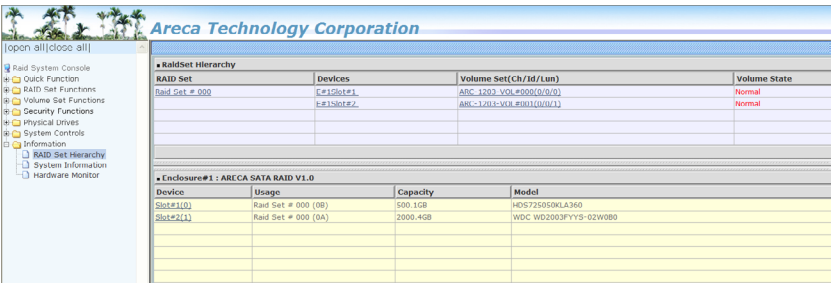 Areca Technology Corporation
|open all|close all|
Raid System Console
Quick Function
RAID Set Functions
Volume Set Functions
Security Functions
Physical Drives
System Controls
Information
RAID Set Hierarchy
System Information
Hardware Monitor
RaidSet Hierarchy
RAID Set Devices Volume Set(Ch/Id/Lun) Volume State
Raid Set # 000 E#1Slot#1 ARC-1203-VOL#000(0/0/0) Normal
E#1Slot#2 ARC-1203-VOL#001(0/0/1) Normal
Enclosure#1 : ARECA SATA RAID V1.0
Device Usage Capacity Model
Slot#1(0) Raid Set # 000 (0B) 500.1GB HDS725050KLA360
Slot#2(1) Raid Set # 000 (0A) 2000.4GB WDC WD2003FYYS-02W0B0